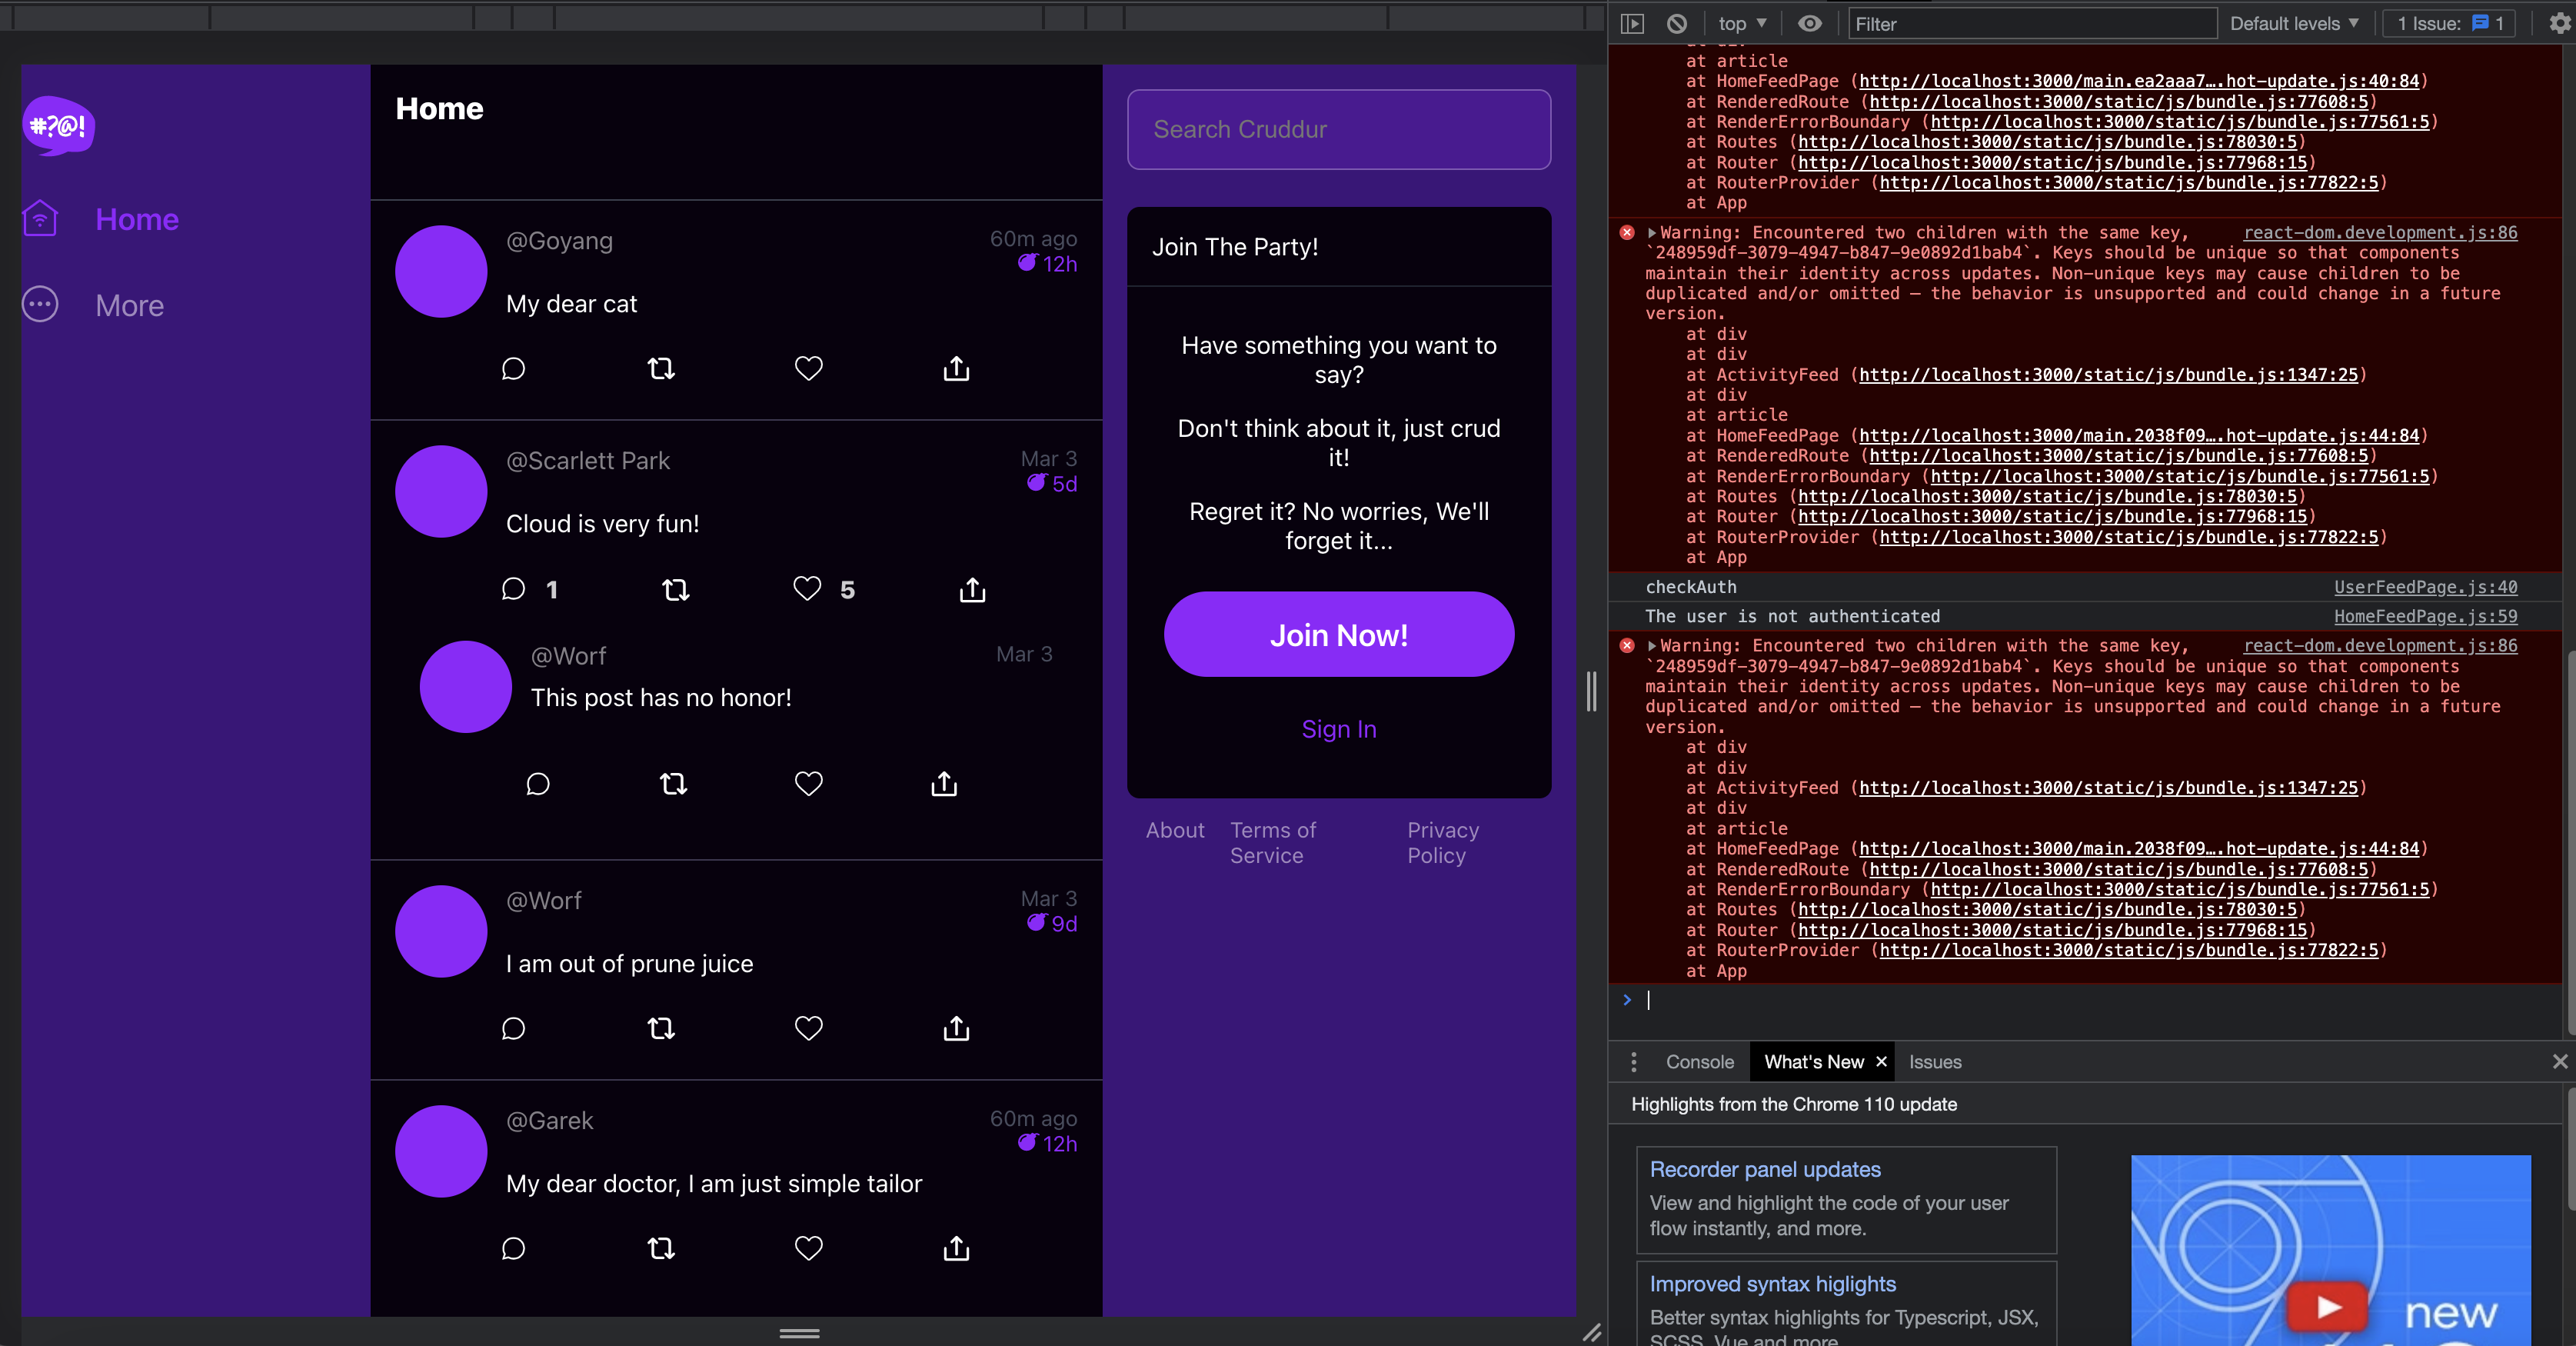 #?@!
Home
More
Home
@Goyang
60m ago
12h
My dear cat
@Scarlett Park
Mar 3
5d
Cloud is very fun!
1
5
@Worf
Mar 3
This post has no honor!
@Worf
Mar 3
9d
I am out of prune juice
@Garek
60m ago
12h
My dear doctor, I am just simple tailor
Search Cruddur
Join The Party!
Have something you want to
say?
Don't think about it, just crud
it!
Regret it? No worries, We'll
forget it...
Join Now!
Sign In
About
Terms of
Service
Privacy
Policy
top ▼
Filter
Default levels ▼
1 Issue: 1
at article
at HomeFeedPage (http://localhost:3000/main.ea2aaa7….hot-update.js:40:84)
at RenderedRoute (http://localhost:3000/static/js/bundle.js:77608:5)
at RenderErrorBoundary (http://localhost:3000/static/js/bundle.js:77561:5)
at Routes (http://localhost:3000/static/js/bundle.js:78030:5)
at Router (http://localhost:3000/static/js/bundle.js:77968:15)
at RouterProvider (http://localhost:3000/static/js/bundle.js:77822:5)
at App
Warning: Encountered two children with the same key, react-dom.development.js:86
`248959df-3079-4947-b847-9e0892d1bab4`. Keys should be unique so that components
maintain their identity across updates. Non-unique keys may cause children to be
duplicated and/or omitted — the behavior is unsupported and could change in a future
version.
at div
at div
at ActivityFeed (http://localhost:3000/static/js/bundle.js:1347:25)
at div
at article
at HomeFeedPage (http://localhost:3000/main.2038f09….hot-update.js:44:84)
at RenderedRoute (http://localhost:3000/static/js/bundle.js:77608:5)
at RenderErrorBoundary (http://localhost:3000/static/js/bundle.js:77561:5)
at Routes (http://localhost:3000/static/js/bundle.js:78030:5)
at Router (http://localhost:3000/static/js/bundle.js:77968:15)
at RouterProvider (http://localhost:3000/static/js/bundle.js:77822:5)
at App
checkAuth UserFeedPage.js:40
The user is not authenticated HomeFeedPage.js:59
Warning: Encountered two children with the same key, react-dom.development.js:86
`248959df-3079-4947-b847-9e0892d1bab4`. Keys should be unique so that components
maintain their identity across updates. Non-unique keys may cause children to be
duplicated and/or omitted — the behavior is unsupported and could change in a future
version.
at div
at div
at ActivityFeed (http://localhost:3000/static/js/bundle.js:1347:25)
at div
at article
at HomeFeedPage (http://localhost:3000/main.2038f09….hot-update.js:44:84)
at RenderedRoute (http://localhost:3000/static/js/bundle.js:77608:5)
at RenderErrorBoundary (http://localhost:3000/static/js/bundle.js:77561:5)
at Routes (http://localhost:3000/static/js/bundle.js:78030:5)
at Router (http://localhost:3000/static/js/bundle.js:77968:15)
at RouterProvider (http://localhost:3000/static/js/bundle.js:77822:5)
at App
Console What's New × Issues
Highlights from the Chrome 110 update
Recorder panel updates
View and highlight the code of your user
flow instantly, and more.
Improved syntax higlights
Better syntax highlights for Typescript, JSX,
SCSS, Vue and more
new